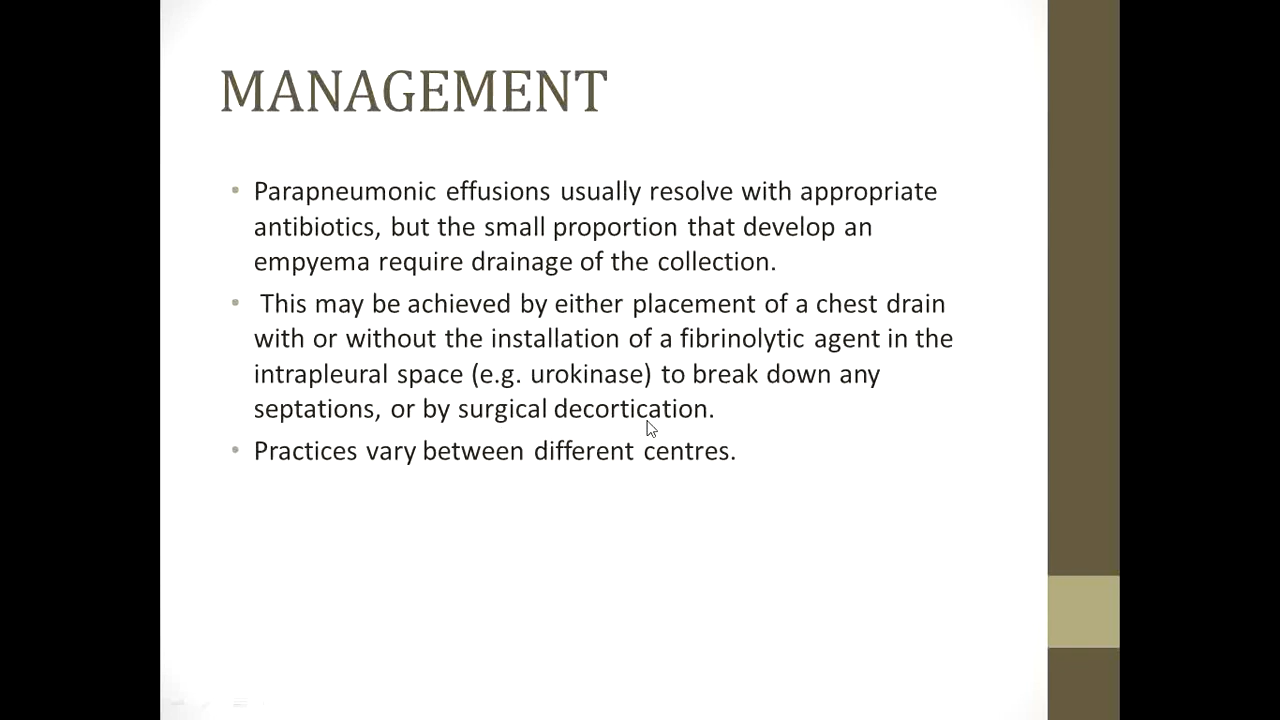 MANAGEMENT
• Parapneumonic effusions usually resolve with appropriate
antibiotics, but the small proportion that develop an
empyema require drainage of the collection.
• This may be achieved by either placement of a chest drain
with or without the installation of a fibrinolytic agent in the
intrapleural space (e.g. urokinase) to break down any
septations, or by surgical decortication.
• Practices vary between different centres.